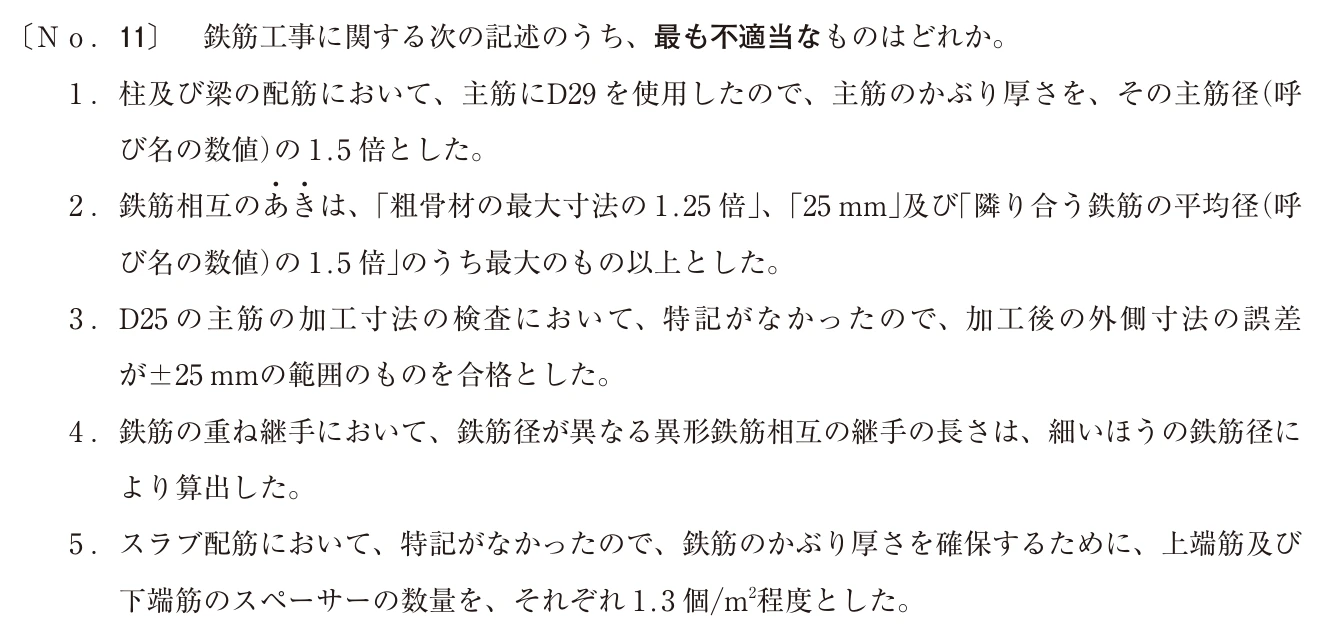 〔No. 11〕 鉄筋工事に関する次の記述のうち、最も不適当なものはどれか。
1. 柱及び梁の配筋において、主筋にD29を使用したので、主筋のかぶり厚さを、その主筋径(呼
び名の数値)の1.5倍とした。
2. 鉄筋相互のあきは、「粗骨材の最大寸法の1.25倍」、「25mm」及び「隣り合う鉄筋の平均径(呼
び名の数値)の1.5倍」のうち最大のもの以上とした。
3. D25の主筋の加工寸法の検査において、特記がなかったので、加工後の外側寸法の誤差
が±25mmの範囲のものを合格とした。
4. 鉄筋の重ね継手において、鉄筋径が異なる異形鉄筋相互の継手の長さは、細いほうの鉄筋径に
より算出した。
5. スラブ配筋において、特記がなかったので、鉄筋のかぶり厚さを確保するために、上端筋及び
下端筋のスペーサーの数量を、それぞれ1.3個/m²程度とした。